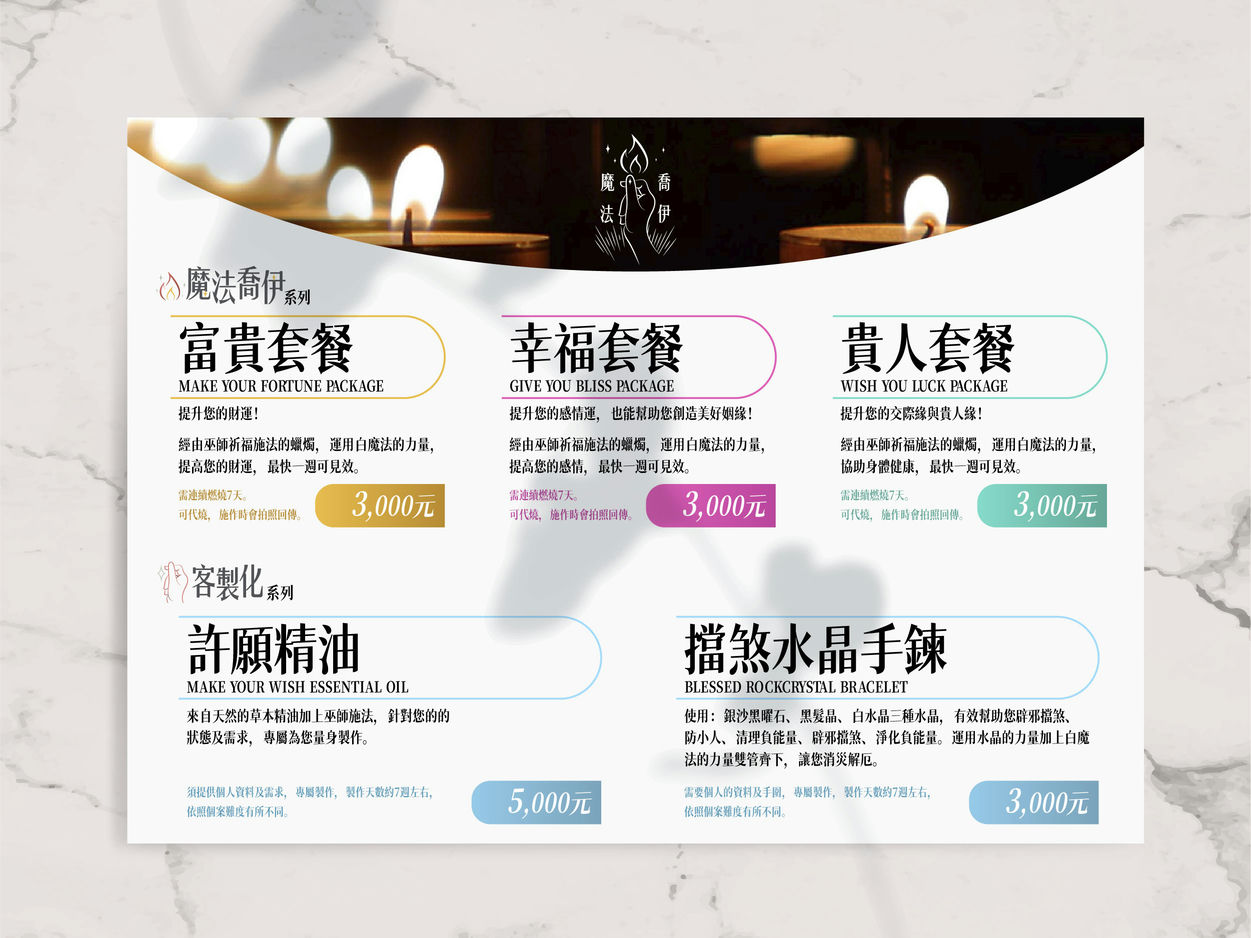 魔法
喬伊
魔法喬伊系列
富貴套餐
MAKE YOUR FORTUNE PACKAGE
提升您的財運!
經由巫師祈福施法的蠟燭，運用白魔法的力量，
提高您的財運，最快一週可見效。
需連續燃燒7天。
可代燒，施作時會拍照回傳。
3,000元
幸福套餐
GIVE YOU BLISS PACKAGE
提升您的感情運，也能幫助您創造美好姻緣!
經由巫師祈福施法的蠟燭，運用白魔法的力量，
提高您的感情，最快一週可見效。
需連續燃燒7天。
可代燒，施作時會拍照回傳。
3,000元
貴人套餐
WISH YOU LUCK PACKAGE
提升您的交際緣與貴人緣!
經由巫師祈福施法的蠟燭，運用白魔法的力量，
協助身體健康，最快一週可見效。
需連續燃燒7天。
可代燒，施作時會拍照回傳。
3,000元
客製化系列
許願精油
MAKE YOUR WISH ESSENTIAL OIL
來自天然的草本精油加上巫師施法，針對您的的
狀態及需求，專屬為您量身製作。
須提供個人資料及需求，專屬製作，製作天數約7週左右，
依照個案難度有所不同。
5,000元
擋煞水晶手鍊
BLESSED ROCKCRYSTAL BRACELET
使用：銀沙黑曜石、黑髮晶、白水晶三種水晶，有效幫助您辟邪擋煞、
防小人、清理負能量、辟邪擋煞、淨化負能量。運用水晶的力量加上白魔
法的力量雙管齊下，讓您消災解厄。
需要個人的資料及手圍，專屬製作，製作天數約7週左右，
依照個案難度有所不同。
3,000元